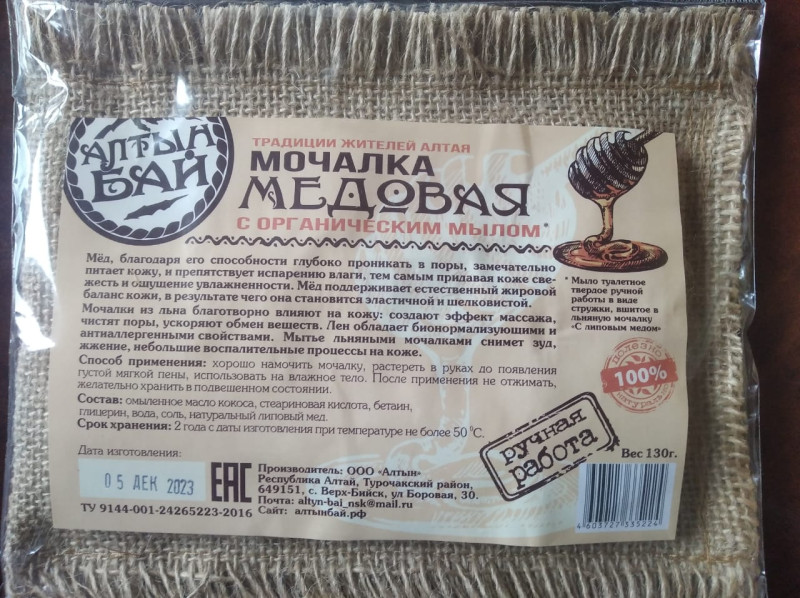 АЛТЫН
БАЙ
ТРАДИЦИИ ЖИТЕЛЕЙ АЛТАЯ
МОЧАЛКА
МЕДОВАЯ
С ОРГАНИЧЕСКИМ МЫЛОМ*
Мёд, благодаря его способности глубоко проникать в поры, замечательно
питает кожу, и препятствует испарению влаги, тем самым придавая коже све-
жесть и ощушение увлажненности. Мёд поддерживает естественный жировой
баланс кожи, в результате чего она становится эластичной и шелковистой.
Мочалки из льна благотворно влияют на кожу: создают эффект массажа,
чистят поры, ускоряют обмен веществ. Лен обладает бионормализуюшими и
антиаллергенными свойствами. Мытье льняными мочалками снимет зуд,
жжение, небольшие воспалительные процессы на коже.
Способ применения: хорошо намочить мочалку, растереть в руках до появления
густой мягкой пены, использовать на влажное тело. После применения не отжимать,
желательно хранить в подвешенном состоянии.
Состав: омыленное масло кокоса, стеариновая кислота, бетаин,
глицерин, вода, соль, натуральный липовый мед.
Срок хранения: 2 года с даты изготовления при температуре не более 50 °С.
* Мыло туалетное
твердое ручной
работы в виде
стружки, вшитое в
льняную мочалку
"С липовым медом"
ПОЛЕЗНО
100%
НАТУРАЛЬНО
ручная
работа
Вес 130г.
Дата изготовления:
05 ДЕК 2023
ЕАС
Производитель: ООО «Алтын»
Республика Алтай, Турочакский район,
649151, с. Верх-Бийск, ул Боровая, 30.
Почта: altyn-bai_nsk@mail.ru
Сайт: алтынбай.рф
ТУ 9144-001-24265223-2016
4603727335224